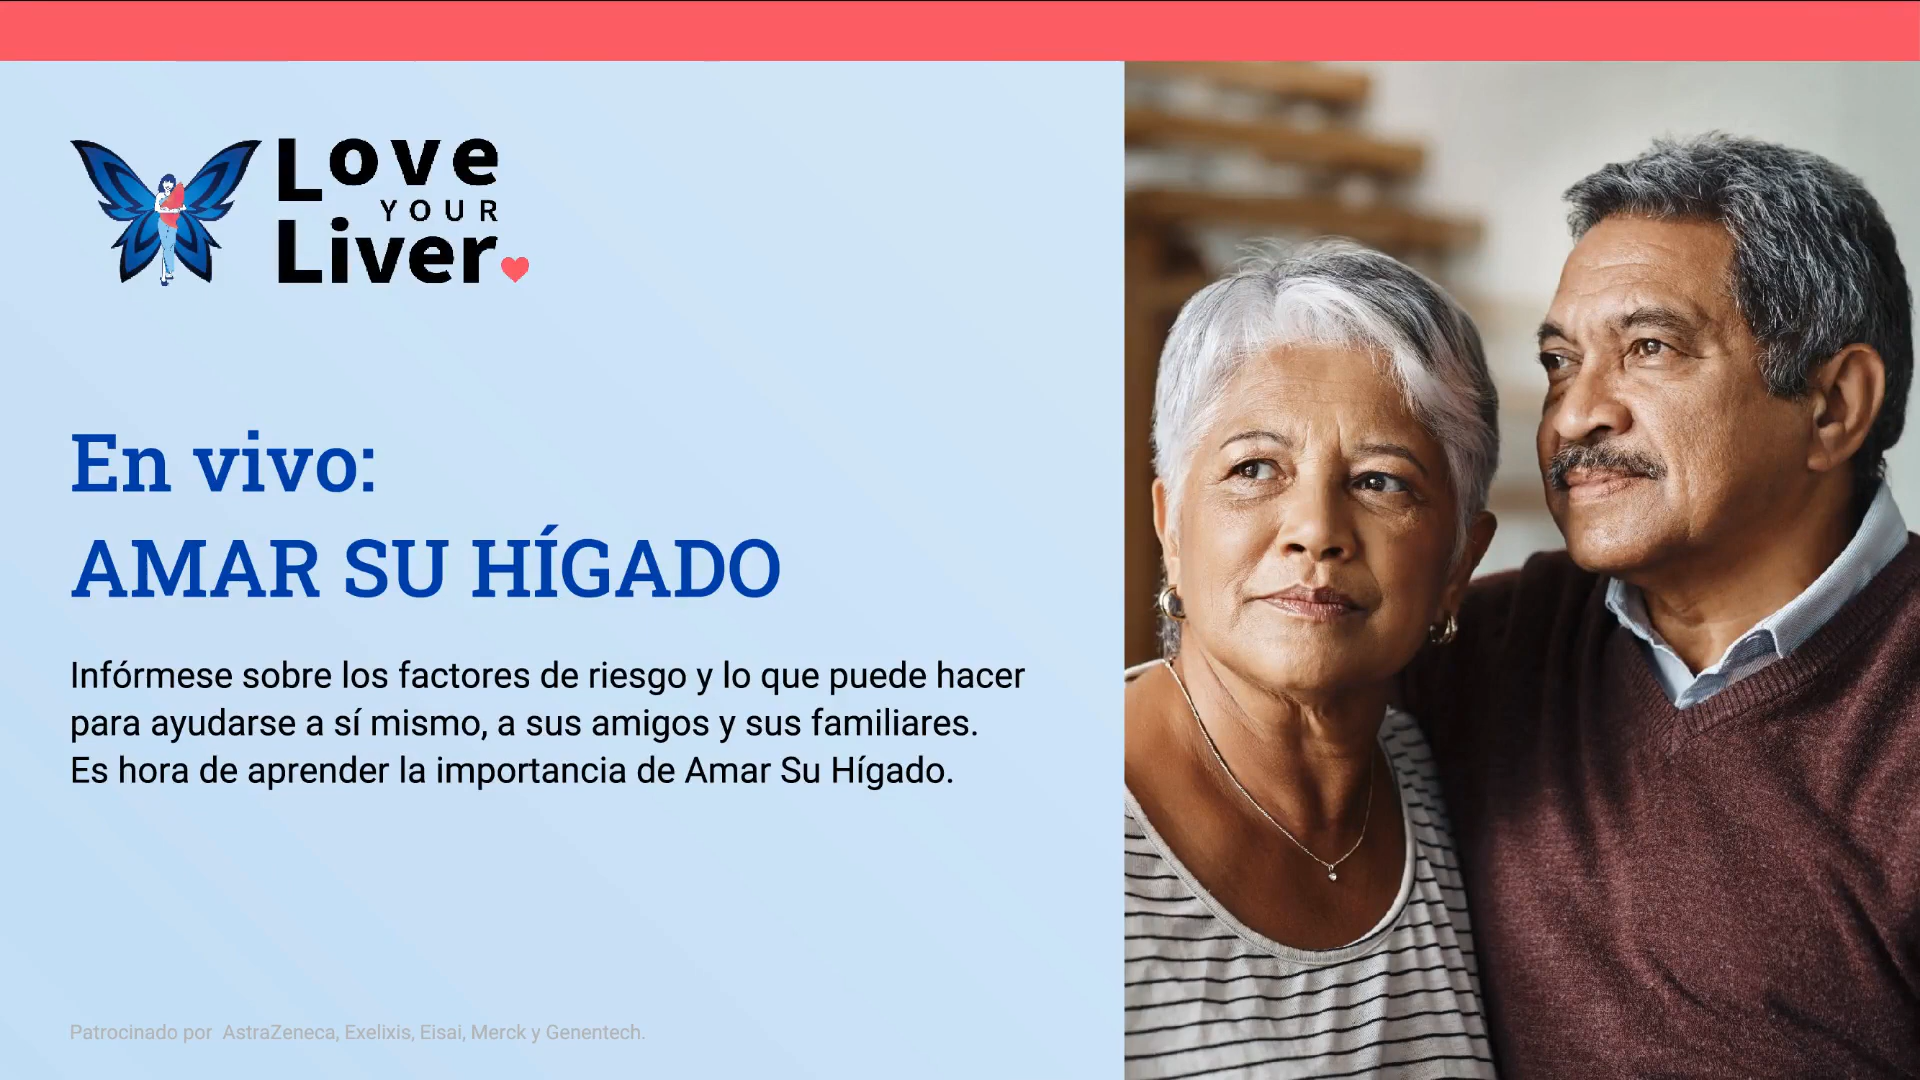 Love
YOUR
Liver
En vivo:
AMAR SU HÍGADO
Infórmese sobre los factores de riesgo y lo que puede hacer
para ayudarse a sí mismo, a sus amigos y sus familiares.
Es hora de aprender la importancia de Amar Su Hígado.
Patrocinado por AstraZeneca, Exelixis, Eisai, Merck y Genentech.